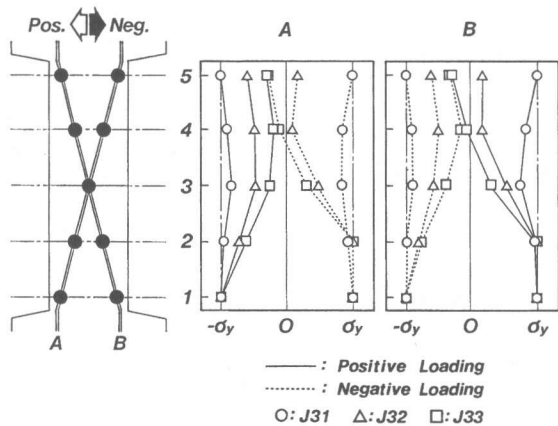 Pos. Neg.
A B
A
5
4
3
2
1
-σy O σy
B
-σy O σy
——: Positive Loading
·······: Negative Loading
○: J31 △: J32 □: J33